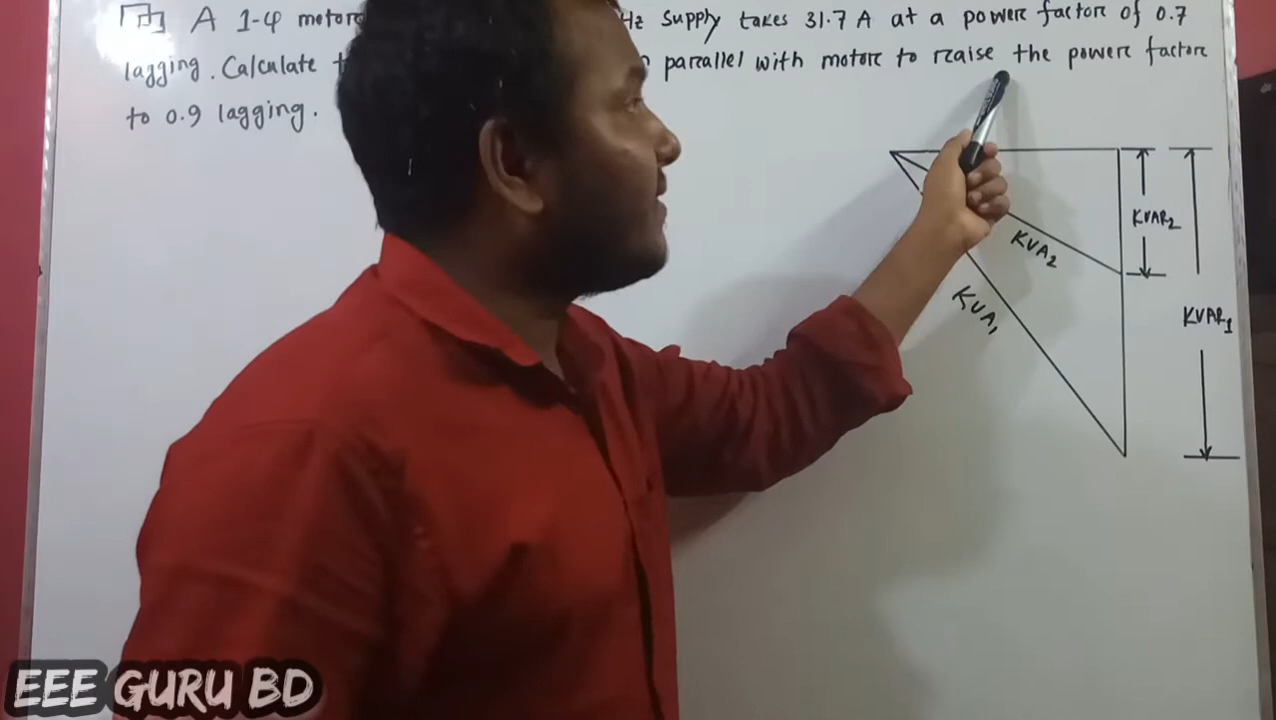 A 1-φ motor Hz supply takes 31.7 A at a power factor of 0.7
lagging. Calculate parallel with motor to raise the power factor
to 0.9 lagging.
KVAR2
KVA2
KVA1
KVAR1
EEE GURU BD